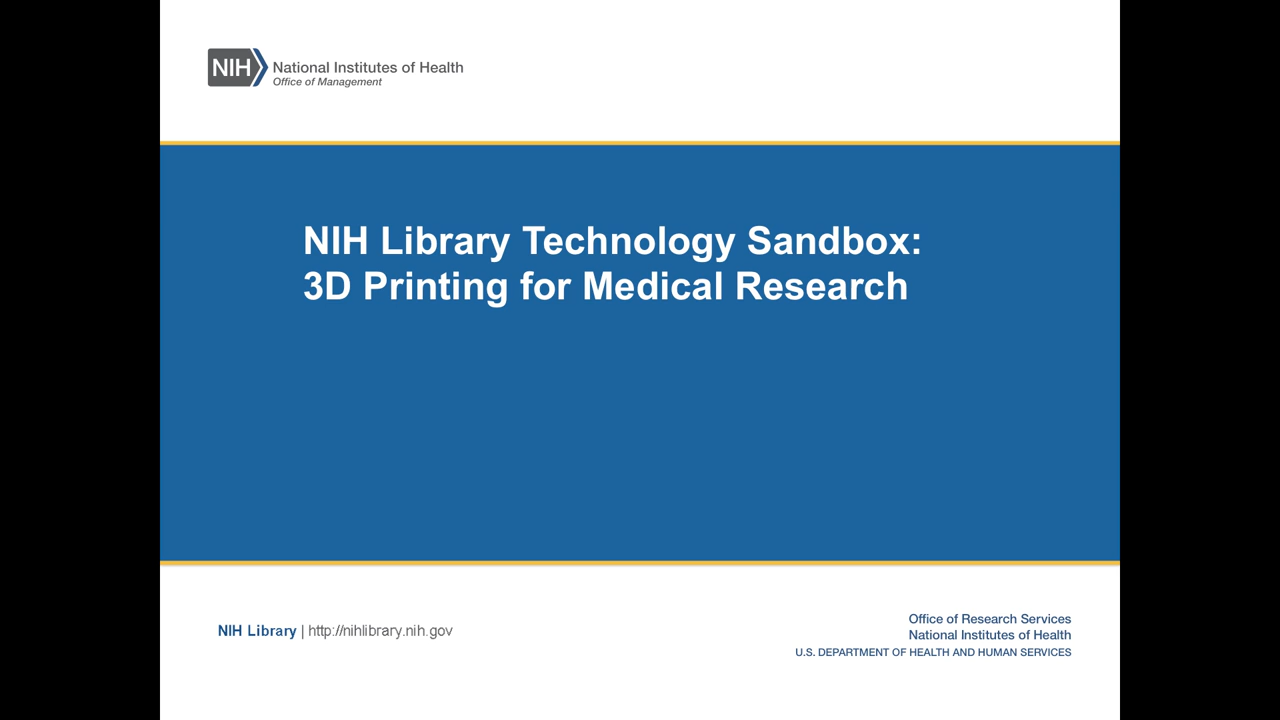 NIH National Institutes of Health
Office of Management
NIH Library Technology Sandbox:
3D Printing for Medical Research
NIH Library | http://nihlibrary.nih.gov
Office of Research Services
National Institutes of Health
U.S. DEPARTMENT OF HEALTH AND HUMAN SERVICES